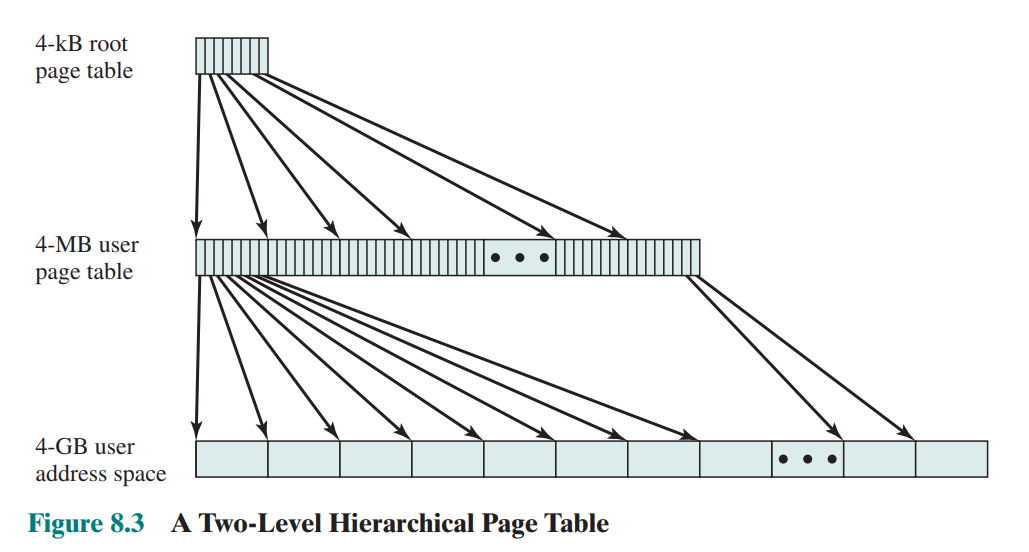 4-kB root
page table
4-MB user
page table
4-GB user
address space
Figure 8.3 A Two-Level Hierarchical Page Table